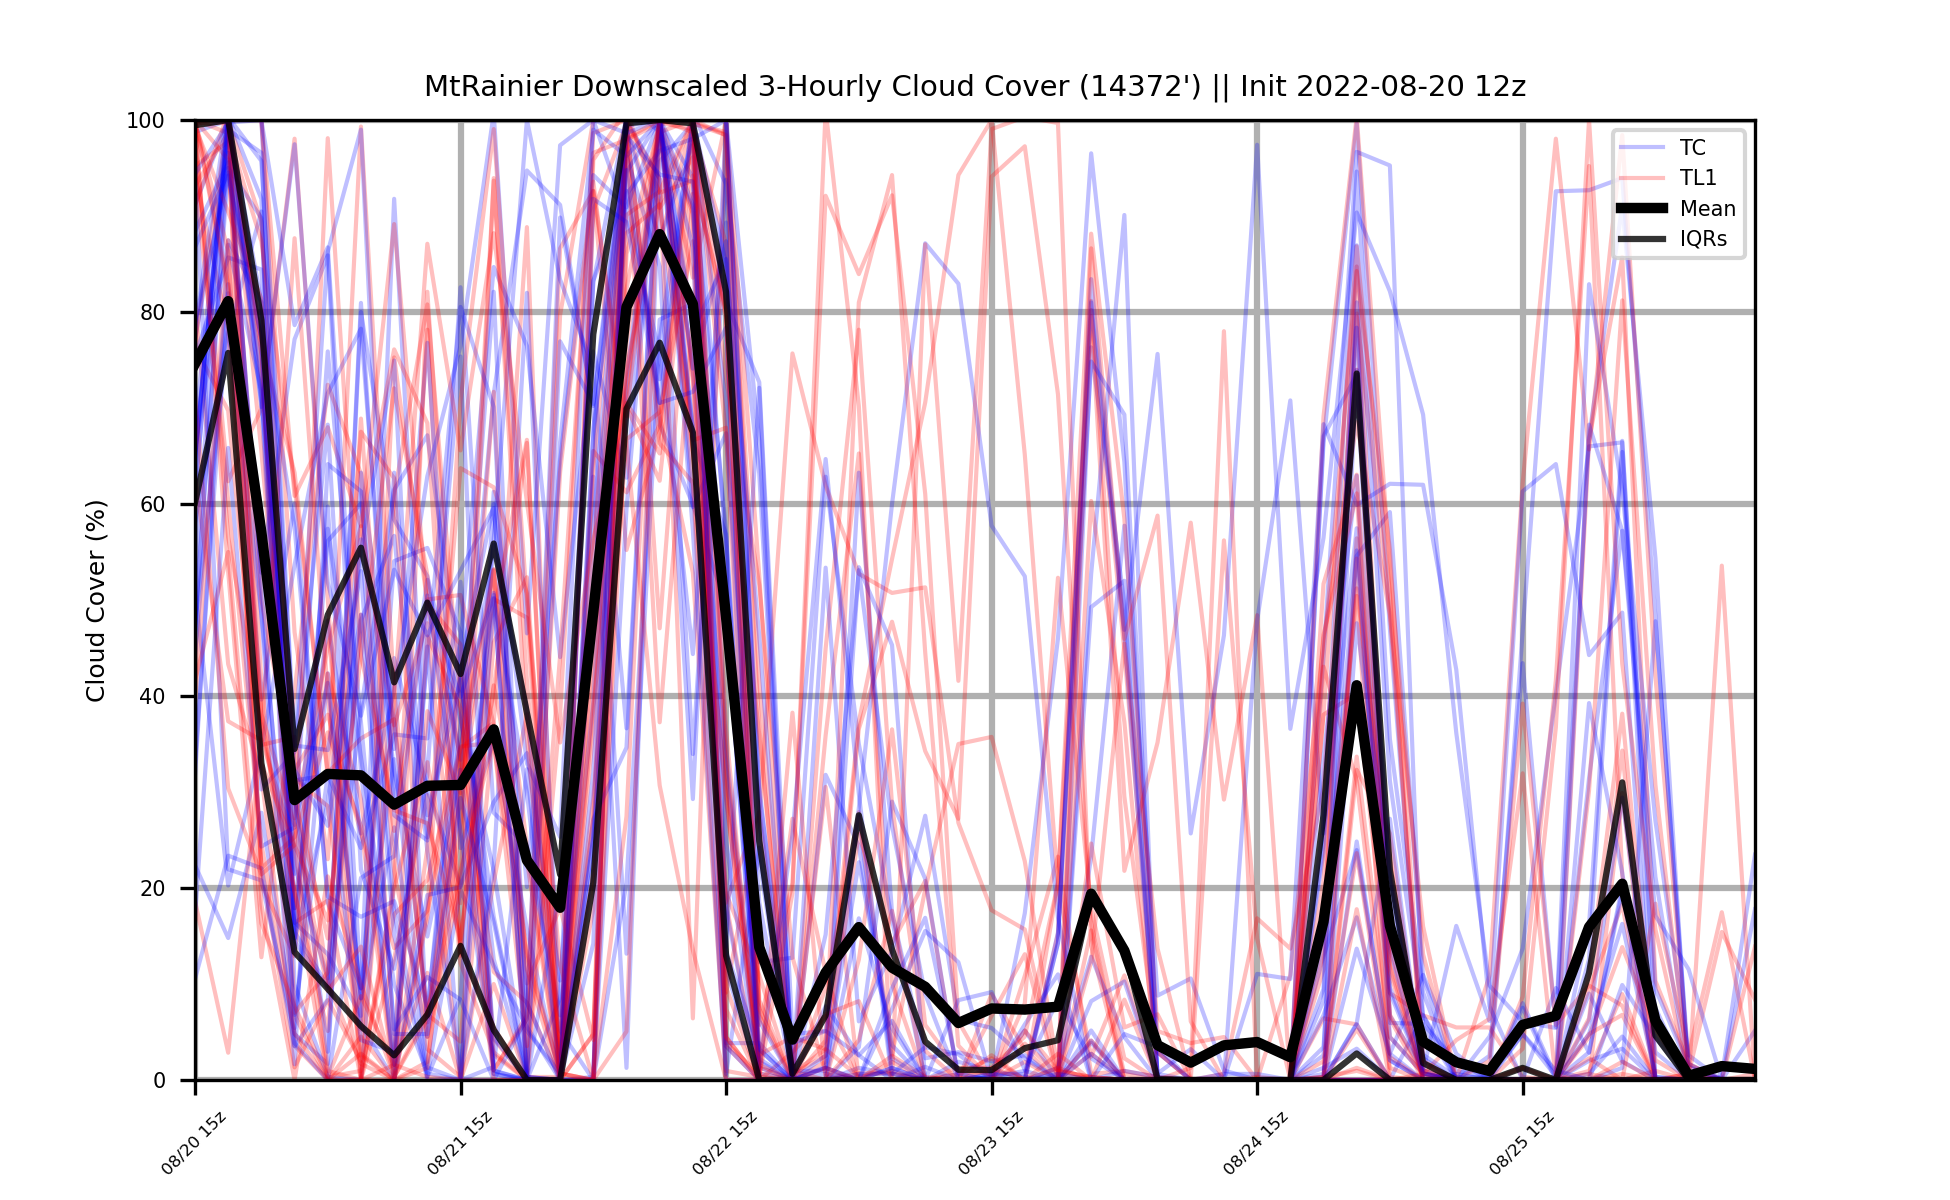 MtRainier Downscaled 3-Hourly Cloud Cover (14372') || Init 2022-08-20 12z
100
80
60
40
20
0
Cloud Cover (%)
TC
TL1
Mean
IQRs
08/20 15z
08/21 15z
08/22 15z
08/23 15z
08/24 15z
08/25 15z